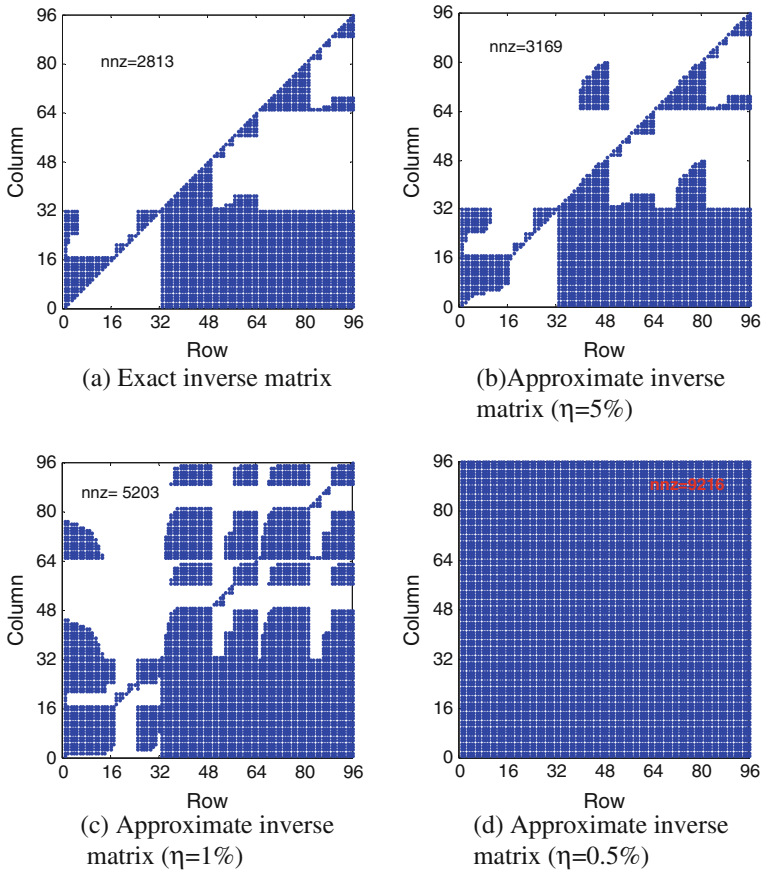 96
80
64
48
32
16
0
Column
nnz=2813
0 16 32 48 64 80 96
Row
(a) Exact inverse matrix
96
80
64
48
32
16
0
Column
nnz=3169
0 16 32 48 64 80 96
Row
(b)Approximate inverse
matrix (η=5%)
96
80
64
48
32
16
0
Column
nnz= 5203
0 16 32 48 64 80 96
Row
(c) Approximate inverse
matrix (η=1%)
96
80
64
48
32
16
0
Column
nnz=9216
0 16 32 48 64 80 96
Row
(d) Approximate inverse
matrix (η=0.5%)